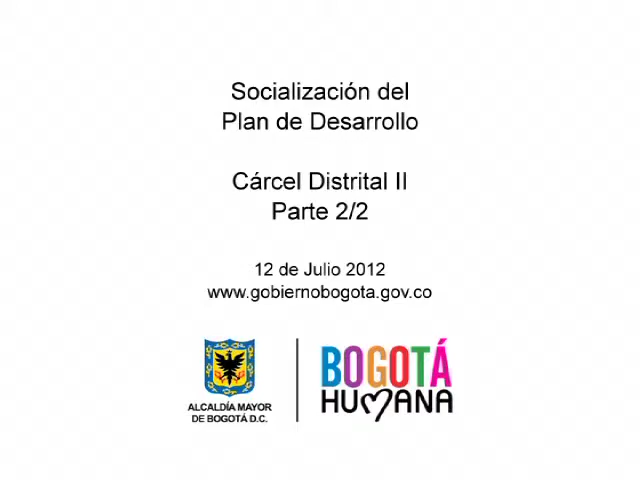 Socialización del
Plan de Desarrollo
Cárcel Distrital II
Parte 2/2
12 de Julio 2012
www.gobiernobogota.gov.co
ALCALDÍA MAYOR
DE BOGOTÁ D.C.
BOGOTÁ
HUMANA